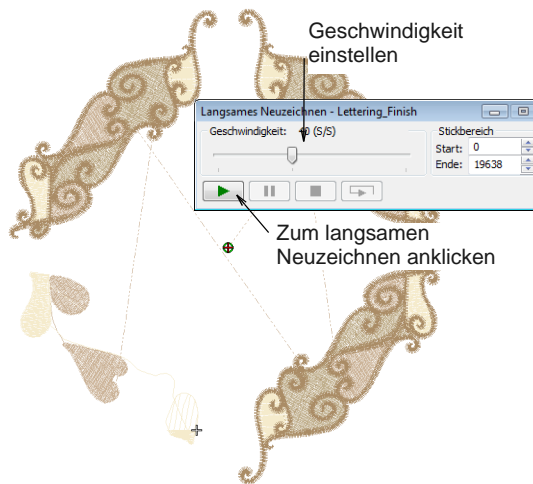 Geschwindigkeit
einstellen
Langsames Neuzeichnen - Lettering_Finish
Geschwindigkeit: (S/S)
Stickbereich
Start: 0
Ende: 19638
Zum langsamen
Neuzeichnen anklicken